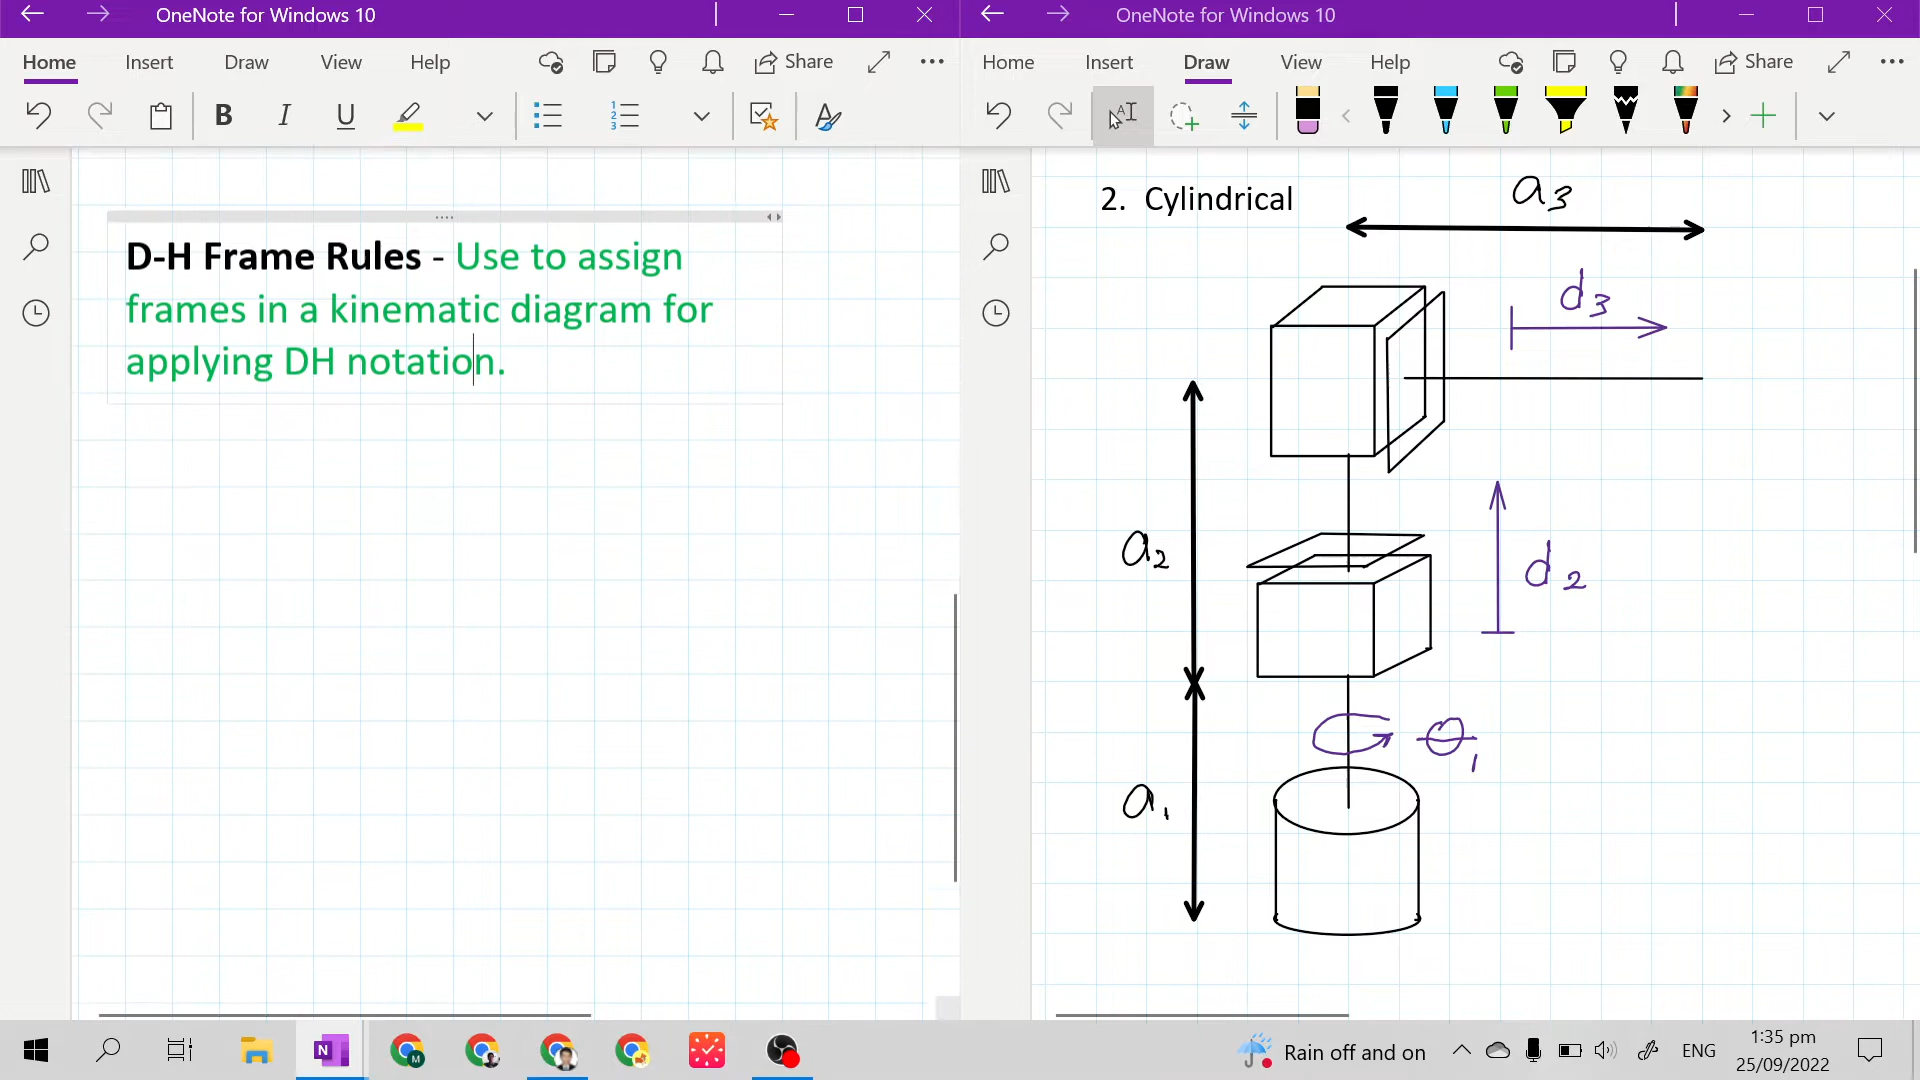 OneNote for Windows 10
Home Insert Draw View Help Share
B I U
D-H Frame Rules - Use to assign
frames in a kinematic diagram for
applying DH notation.
OneNote for Windows 10
Home Insert Draw View Help Share
2. Cylindrical
a3
d3
a2
d2
θ1
a1
Rain off and on
ENG
1:35 pm
25/09/2022